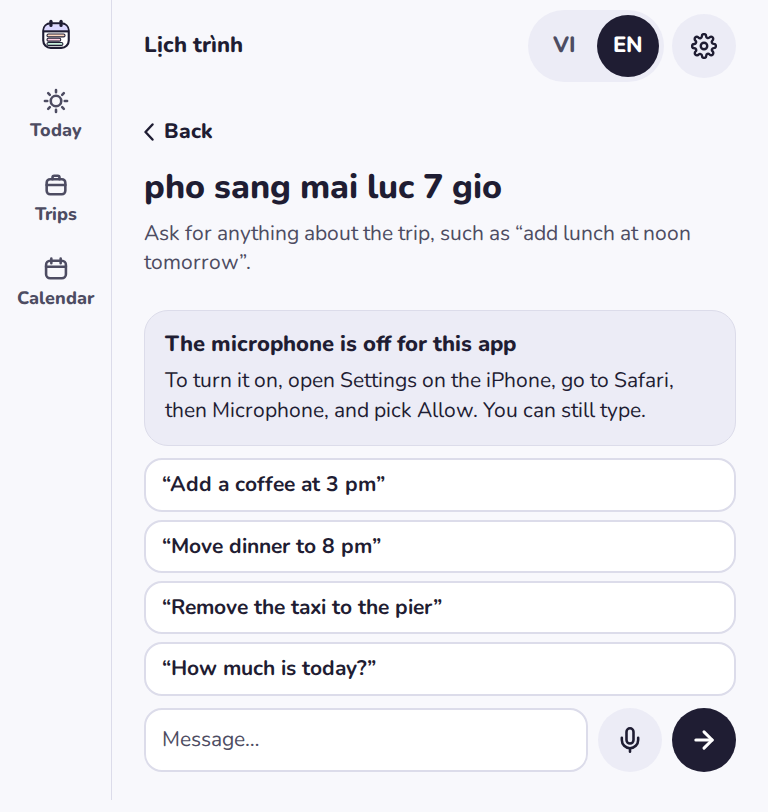 Lịch trình
VI
EN
Today
Trips
Calendar
Back
pho sang mai luc 7 gio
Ask for anything about the trip, such as “add lunch at noon
tomorrow”.
The microphone is off for this app
To turn it on, open Settings on the iPhone, go to Safari,
then Microphone, and pick Allow. You can still type.
“Add a coffee at 3 pm”
“Move dinner to 8 pm”
“Remove the taxi to the pier”
“How much is today?”
Message...